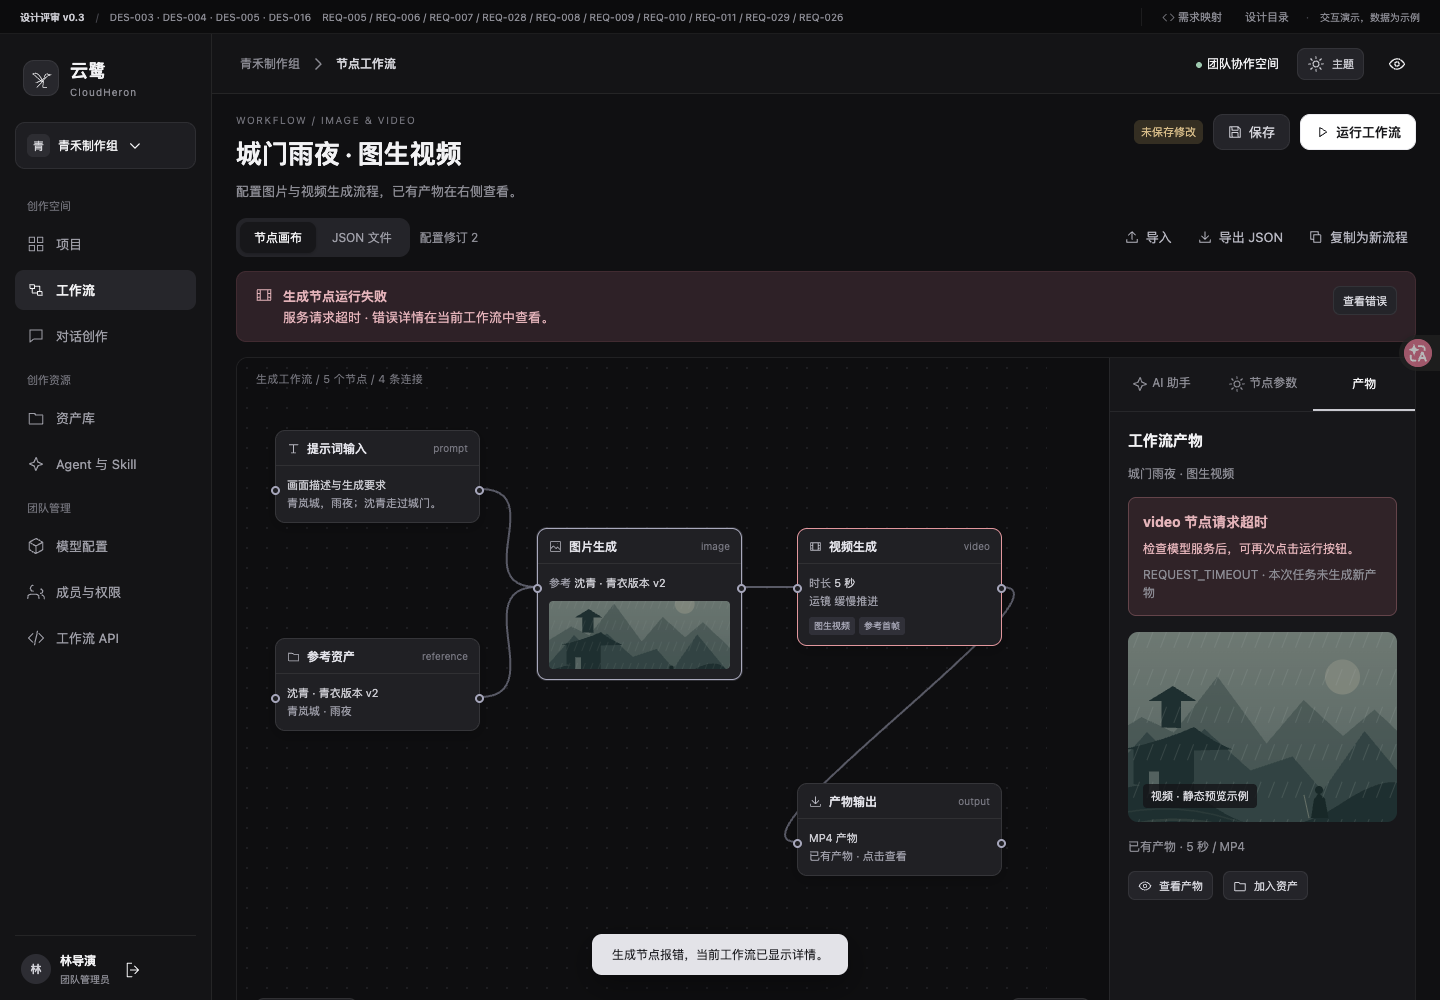 设计评审 v0.3 / DES-003 · DES-004 · DES-005 · DES-016 REQ-005 / REQ-006 / REQ-007 / REQ-028 / REQ-008 / REQ-009 / REQ-010 / REQ-011 / REQ-029 / REQ-026
需求映射 设计目录 · 交互演示，数据为示例
云鹭
CloudHeron
青 青禾制作组
创作空间
项目
工作流
对话创作
创作资源
资产库
Agent 与 Skill
团队管理
模型配置
成员与权限
工作流 API
林 林导演
团队管理员
青禾制作组 节点工作流
团队协作空间 主题
WORKFLOW / IMAGE & VIDEO
城门雨夜 · 图生视频
配置图片与视频生成流程，已有产物在右侧查看。
未保存修改 保存 运行工作流
节点画布 JSON 文件 配置修订 2
导入 导出 JSON 复制为新流程
生成节点运行失败
服务请求超时 · 错误详情在当前工作流中查看。
查看错误
生成工作流 / 5 个节点 / 4 条连接
提示词输入 prompt
画面描述与生成要求
青岚城，雨夜；沈青走过城门。
参考资产 reference
沈青 · 青衣版本 v2
青岚城 · 雨夜
图片生成 image
参考 沈青 · 青衣版本 v2
视频生成 video
时长 5 秒
运镜 缓慢推进
图生视频 参考首帧
产物输出 output
MP4 产物
已有产物 · 点击查看
生成节点报错，当前工作流已显示详情。
AI 助手 节点参数 产物
工作流产物
城门雨夜 · 图生视频
video 节点请求超时
检查模型服务后，可再次点击运行按钮。
REQUEST_TIMEOUT · 本次任务未生成新产
物
视频 · 静态预览示例
已有产物 · 5 秒 / MP4
查看产物 加入资产